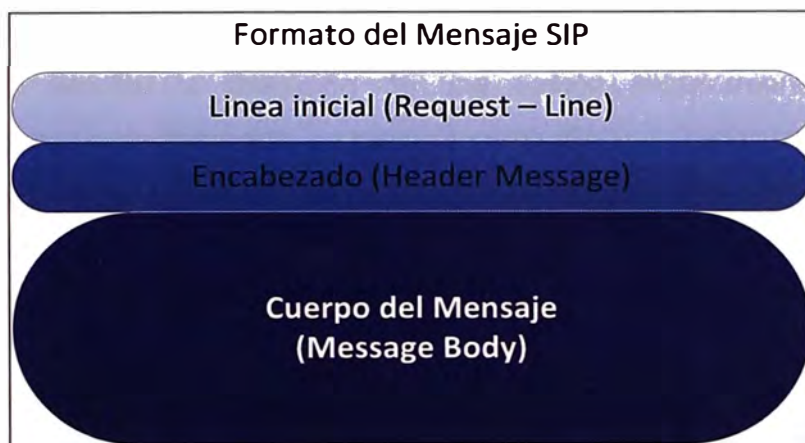 Formato del Mensaje SIP
Linea inicial (Request – Line)
Encabezado (Header Message)
Cuerpo del Mensaje
(Message Body)